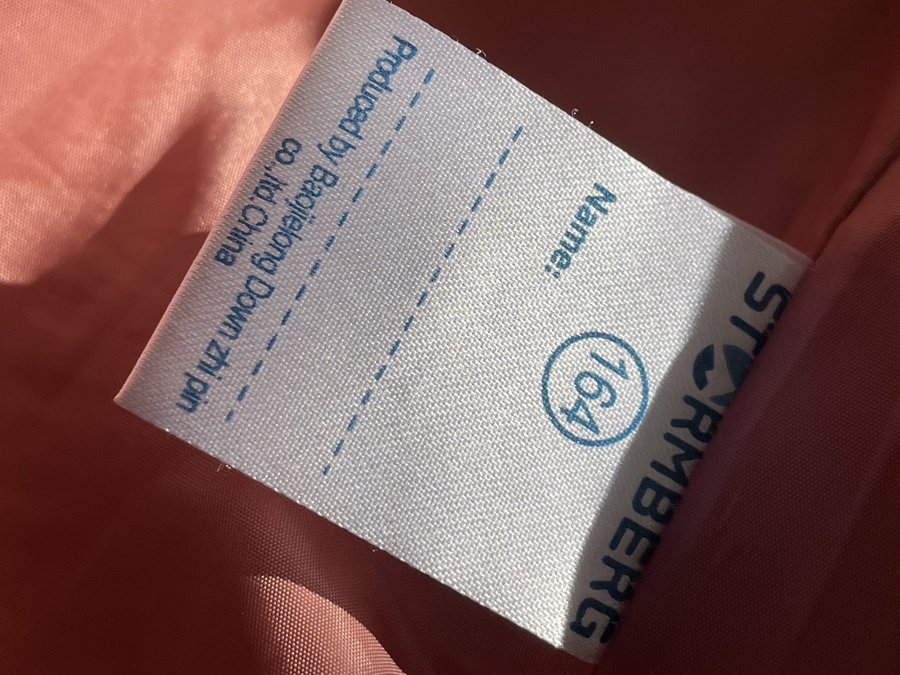 STORMBERG
164
Name:
Produced by Baojielong Down zhi pin
co.,ltd. China